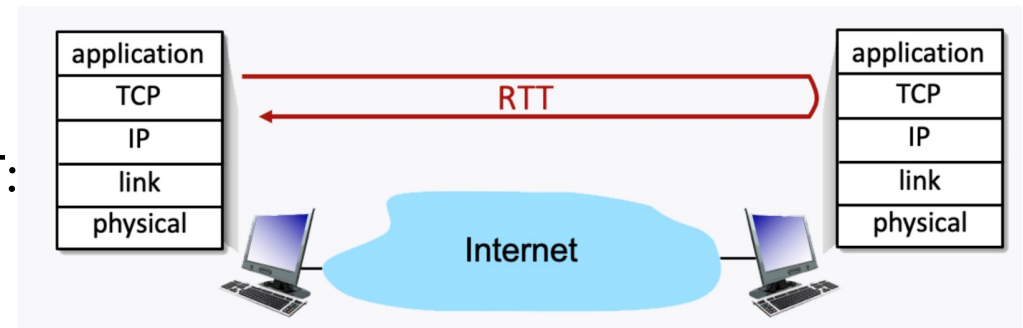 application
TCP
IP
link
physical
RTT
application
TCP
IP
link
physical
Internet